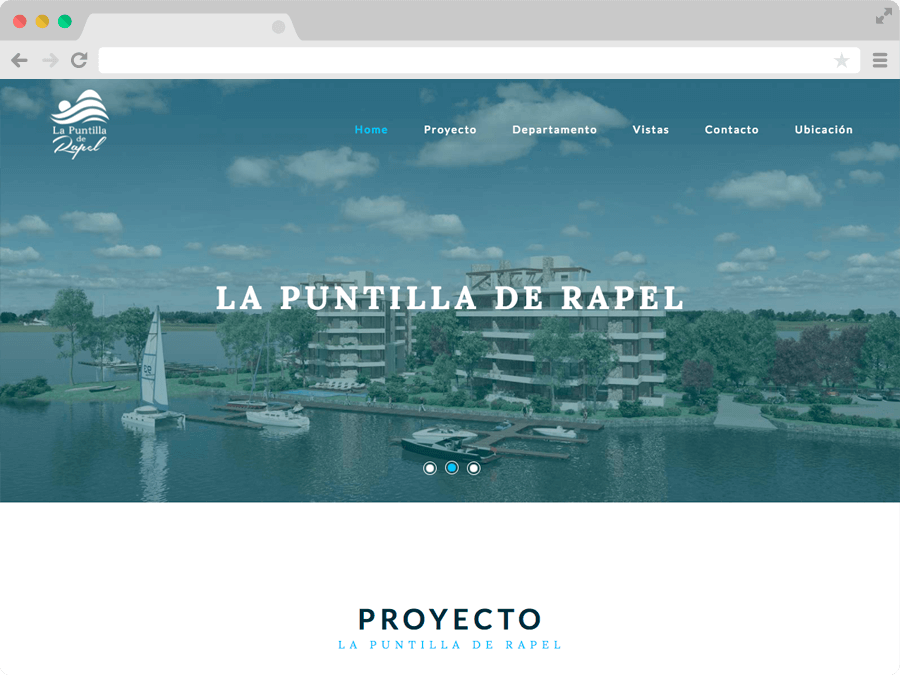 La Puntilla
de
Rapel
Home Proyecto Departamento Vistas Contacto Ubicación
LA PUNTILLA DE RAPEL
PROYECTO
LA PUNTILLA DE RAPEL